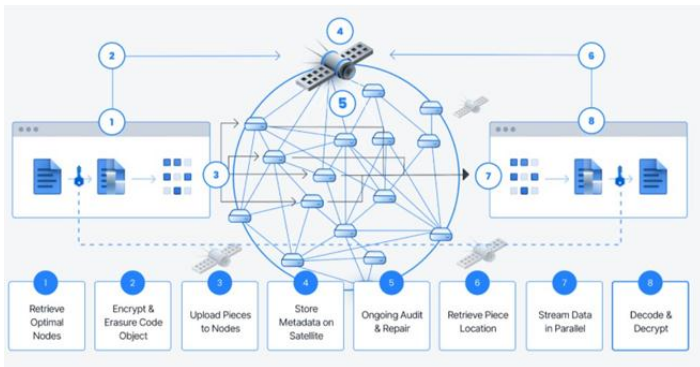 4
2
6
1
5
8
3
7
1
2
3
4
5
6
7
8
Retrieve
Optimal
Nodes
Encrypt &
Erasure Code
Object
Upload Pieces
to Nodes
Store
Metadata on
Satellite
Ongoing Audit
& Repair
Retrieve Piece
Location
Stream Data
in Parallel
Decode &
Decrypt